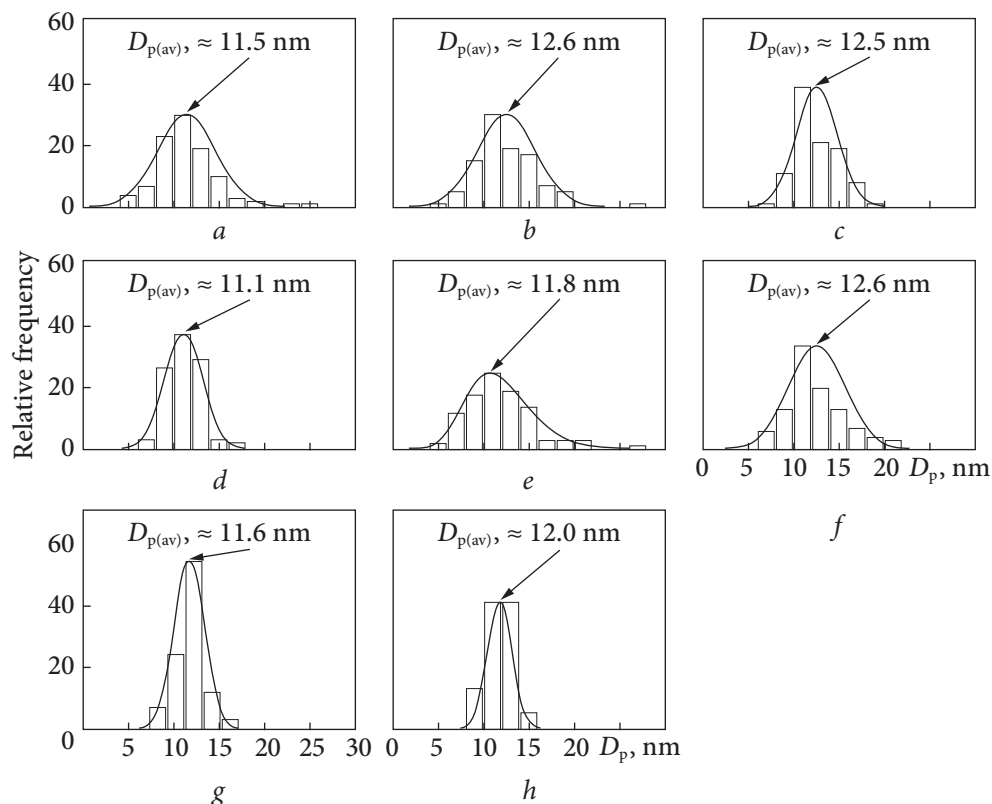 60
40
20
0
D_p(av), ≈ 11.5 nm
D_p(av), ≈ 12.6 nm
D_p(av), ≈ 12.5 nm
a
b
c
Relative frequency
60
40
20
0
D_p(av), ≈ 11.1 nm
D_p(av), ≈ 11.8 nm
D_p(av), ≈ 12.6 nm
d
e
0 5 10 15 20 D_p, nm
f
60
40
20
0
D_p(av), ≈ 11.6 nm
D_p(av), ≈ 12.0 nm
5 10 15 20 25 30
0 5 10 15 20 D_p, nm
g
h